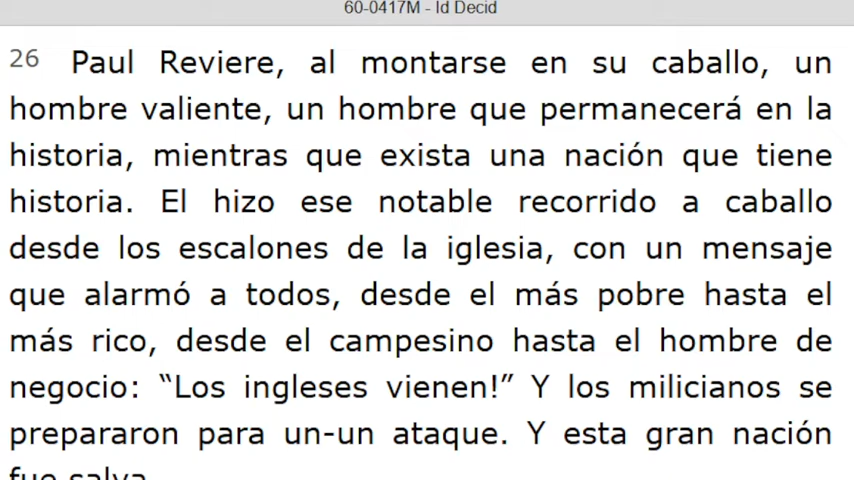 60-0417M - Id Decid
26 Paul Reviere, al montarse en su caballo, un
hombre valiente, un hombre que permanecerá en la
historia, mientras que exista una nación que tiene
historia. El hizo ese notable recorrido a caballo
desde los escalones de la iglesia, con un mensaje
que alarmó a todos, desde el más pobre hasta el
más rico, desde el campesino hasta el hombre de
negocio: “Los ingleses vienen!” Y los milicianos se
prepararon para un-un ataque. Y esta gran nación
fue salva.